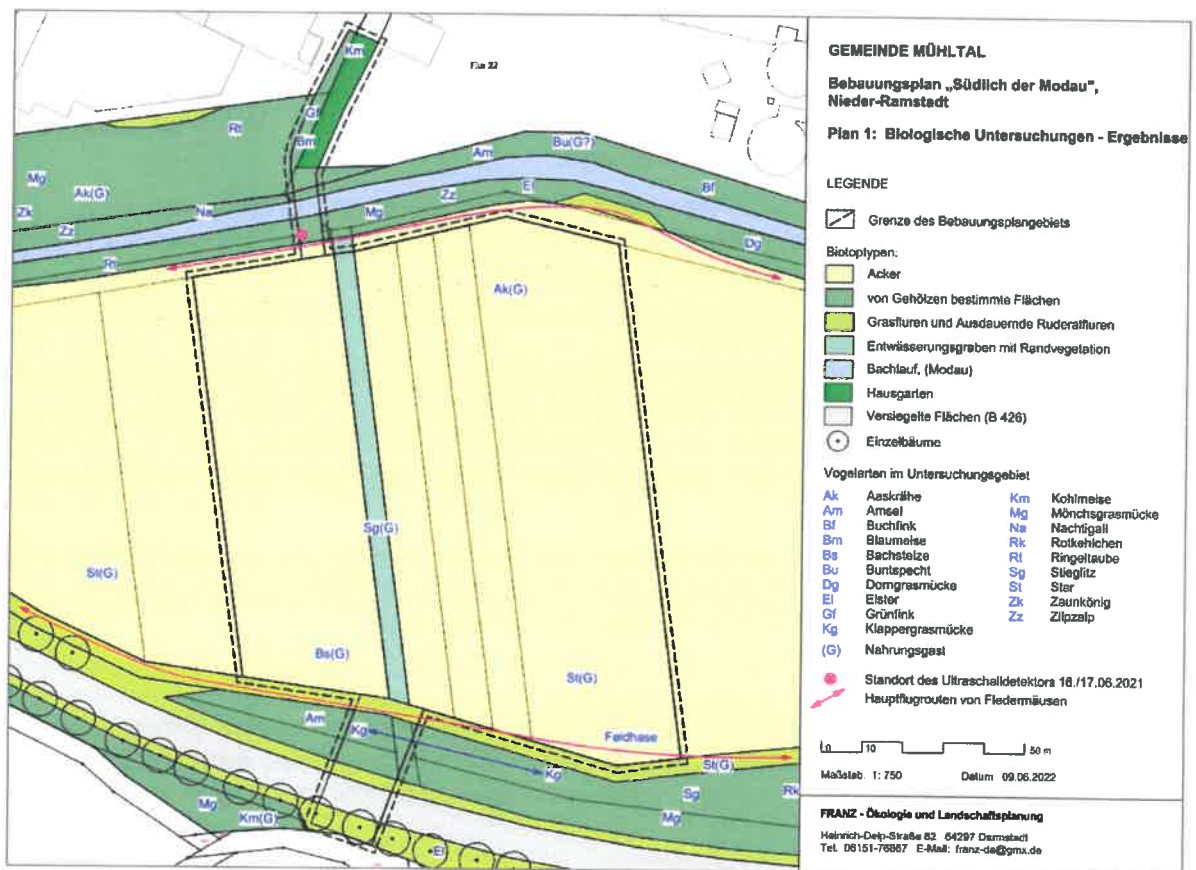 Km
Flur 22
Gf
Rt
Bm
Am
Bu(G?)
Mg
Ak(G)
El
Bf
Zz
Zk
Na
Mg
Zz
Dg
Rt
Ak(G)
Sg(G)
St(G)
Bs(G)
St(G)
Am
Kg
Feldhase
St(G)
Kg
Sg
Rk
Mg
Km(G)
Mg
El
GEMEINDE MÜHLTAL
Bebauungsplan „Südlich der Modau",
Nieder-Ramstadt
Plan 1: Biologische Untersuchungen - Ergebnisse
LEGENDE
Grenze des Bebauungsplangebiets
Biotoptypen:
Acker
von Gehölzen bestimmte Flächen
Grasfluren und Ausdauernde Ruderalfluren
Entwässerungsgraben mit Randvegetation
Bachlauf, (Modau)
Hausgarten
Versiegelte Flächen (B 426)
Einzelbäume
Vogelarten im Untersuchungsgebiet
Ak Aaskrähe
Am Amsel
Bf Buchfink
Bm Blaumeise
Bs Bachstelze
Bu Buntspecht
Dg Dorngrasmücke
El Elster
Gf Grünfink
Kg Klappergrasmücke
(G) Nahrungsgast
Km Kohlmeise
Mg Mönchsgrasmücke
Na Nachtigall
Rk Rotkehlchen
Rt Ringeltaube
Sg Stieglitz
St Star
Zk Zaunkönig
Zz Zilpzalp
Standort des Ultraschalldetektors 16./17.06.2021
Hauptflugrouten von Fledermäusen
0 10 50 m
Maßstab: 1: 750 Datum 09.06.2022
FRANZ - Ökologie und Landschaftsplanung
Heinrich-Delp-Straße 62 64297 Darmstadt
Tel. 06151-76867 E-Mail: franz-da@gmx.de